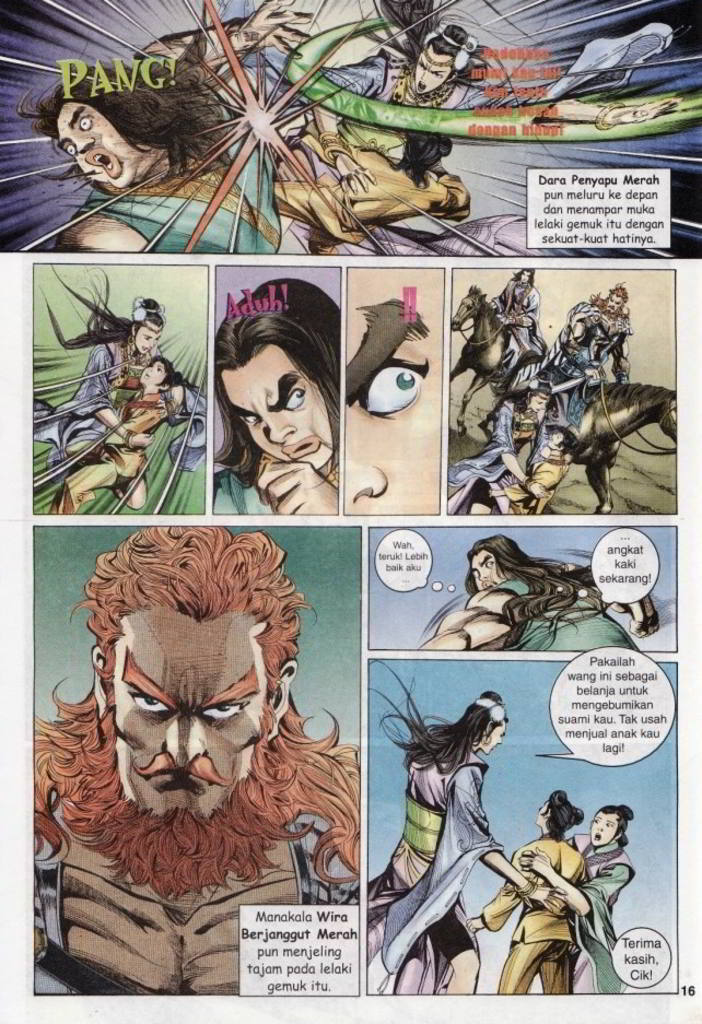 PANG!
hidup!
dengan
Dara Penyapu Merah
pun meluru ke depan
dan menampar muka
lelaki gemuk itu dengan
sekuat-kuat hatinya.
Aduh!
!!
Wah,
teruk! Lebih
baik aku
...
...
angkat
kaki
sekarang!
Manakala Wira
Berjanggut Merah
pun menjeling
tajam pada lelaki
gemuk itu.
Pakailah
wang ini sebagai
belanja untuk
mengebumikan
suami kau. Tak usah
menjual anak kau
lagi!
Terima
kasih,
Cik!
16